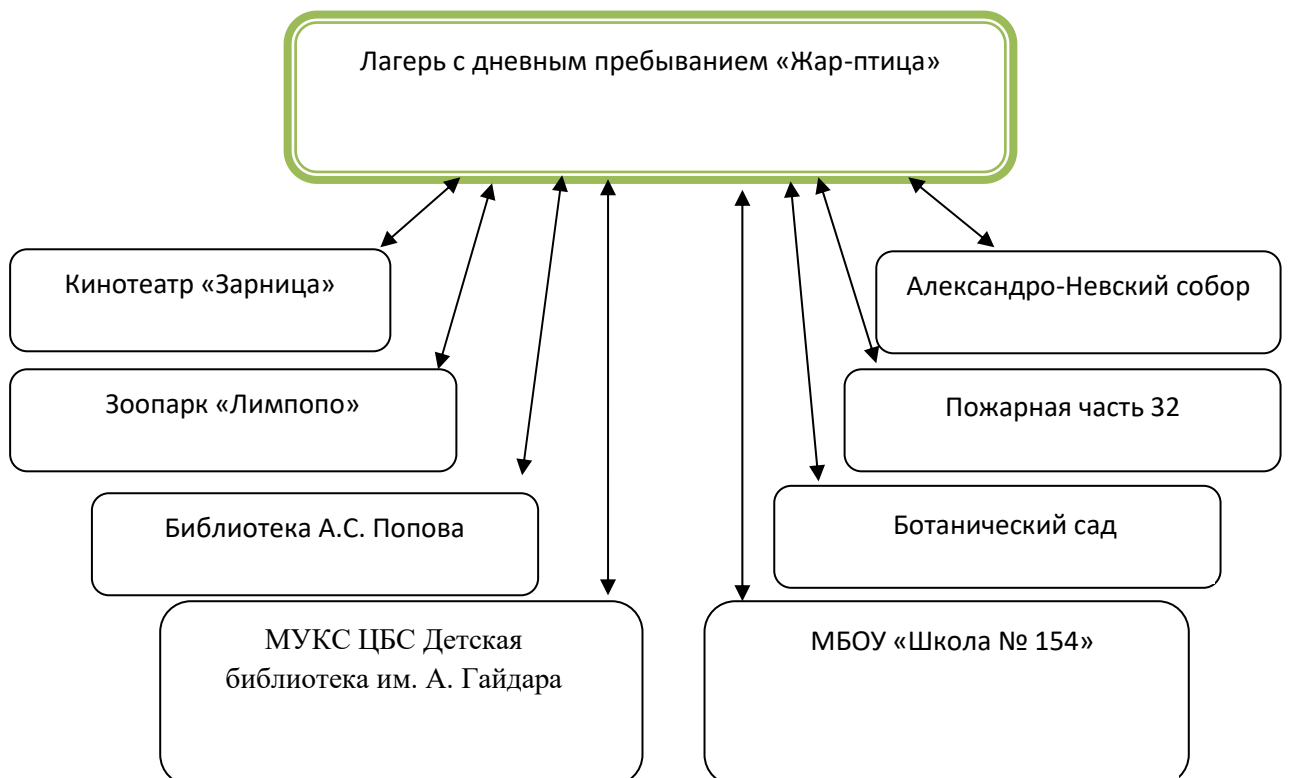 Лагерь с дневным пребыванием «Жар-птица»
Кинотеатр «Зарница»
Александро-Невский собор
Зоопарк «Лимпопо»
Пожарная часть 32
Библиотека А.С. Попова
Ботанический сад
МУКС ЦБС Детская
библиотека им. А. Гайдара
МБОУ «Школа № 154»